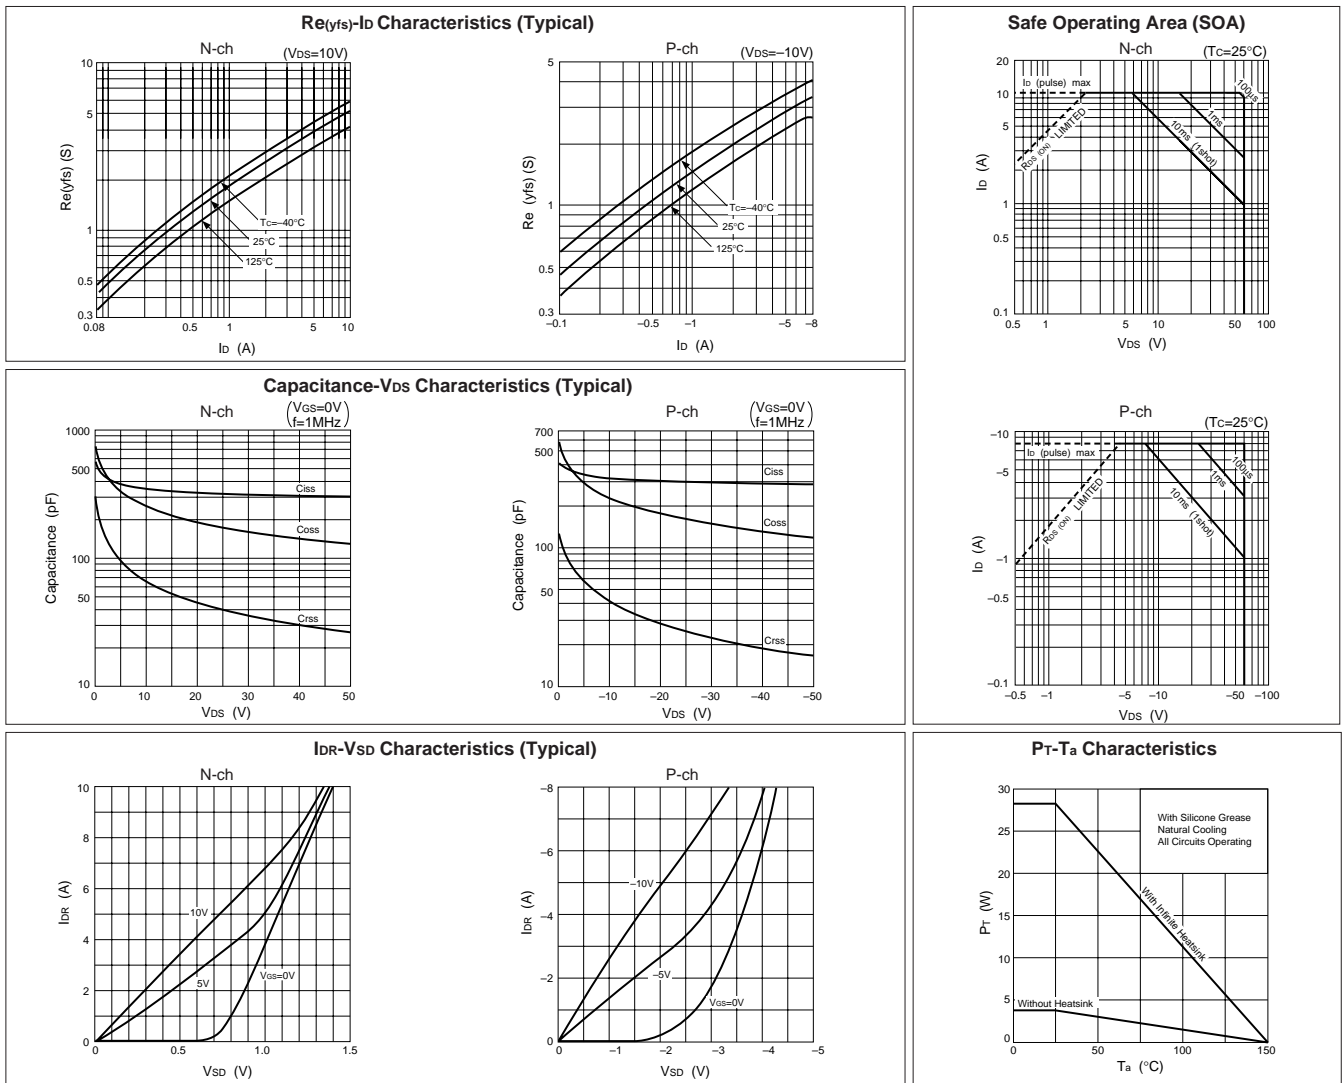 Re(yfs)-ID Characteristics (Typical)
N-ch
(VDS=10V)
10
5
1
0.5
0.3
Re(yfs) (S)
TC=–40°C
25°C
125°C
0.08
0.5
1
5
10
ID (A)
P-ch
(VDS=–10V)
5
1
0.5
0.3
Re (yfs) (S)
TC=–40°C
25°C
125°C
–0.1
–0.5
–1
–5
–8
ID (A)
Safe Operating Area (SOA)
N-ch
(TC=25°C)
20
10
5
1
0.5
0.1
ID (A)
ID (pulse) max
RDS (ON) LIMITED
100µs
1ms
10ms (1shot)
0.5
1
5
10
50
100
VDS (V)
P-ch
(TC=25°C)
–10
–5
–1
–0.5
–0.1
ID (A)
ID (pulse) max
RDS (ON) LIMITED
100µs
1ms
10ms (1shot)
–0.5
–1
–5
–10
–50
–100
VDS (V)
Capacitance-VDS Characteristics (Typical)
N-ch
(VGS=0V
f=1MHz)
1000
500
100
50
10
Capacitance (pF)
Ciss
Coss
Crss
0
10
20
30
40
50
VDS (V)
P-ch
(VGS=0V
f=1MHz)
700
500
100
50
10
Capacitance (pF)
Ciss
Coss
Crss
0
–10
–20
–30
–40
–50
VDS (V)
IDR-VSD Characteristics (Typical)
N-ch
10
8
6
4
2
0
IDR (A)
10V
5V
VGS=0V
0
0.5
1.0
1.5
VSD (V)
P-ch
–8
–6
–4
–2
0
IDR (A)
–10V
–5V
VGS=0V
0
–1
–2
–3
–4
–5
VSD (V)
PT-Ta Characteristics
30
25
20
15
10
5
0
PT (W)
With Silicone Grease
Natural Cooling
All Circuits Operating
With Infinite Heatsink
Without Heatsink
0
50
100
150
Ta (°C)